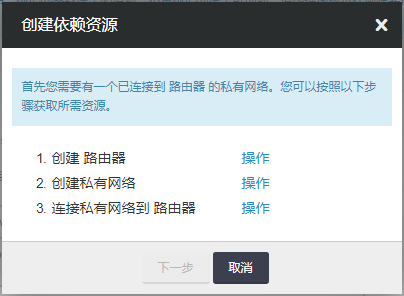 创建依赖资源
首先您需要有一个已连接到 路由器 的私有网络。您可以按照以下步
骤获取所需资源。
1. 创建 路由器 操作
2. 创建私有网络 操作
3. 连接私有网络到 路由器 操作
下一步 取消